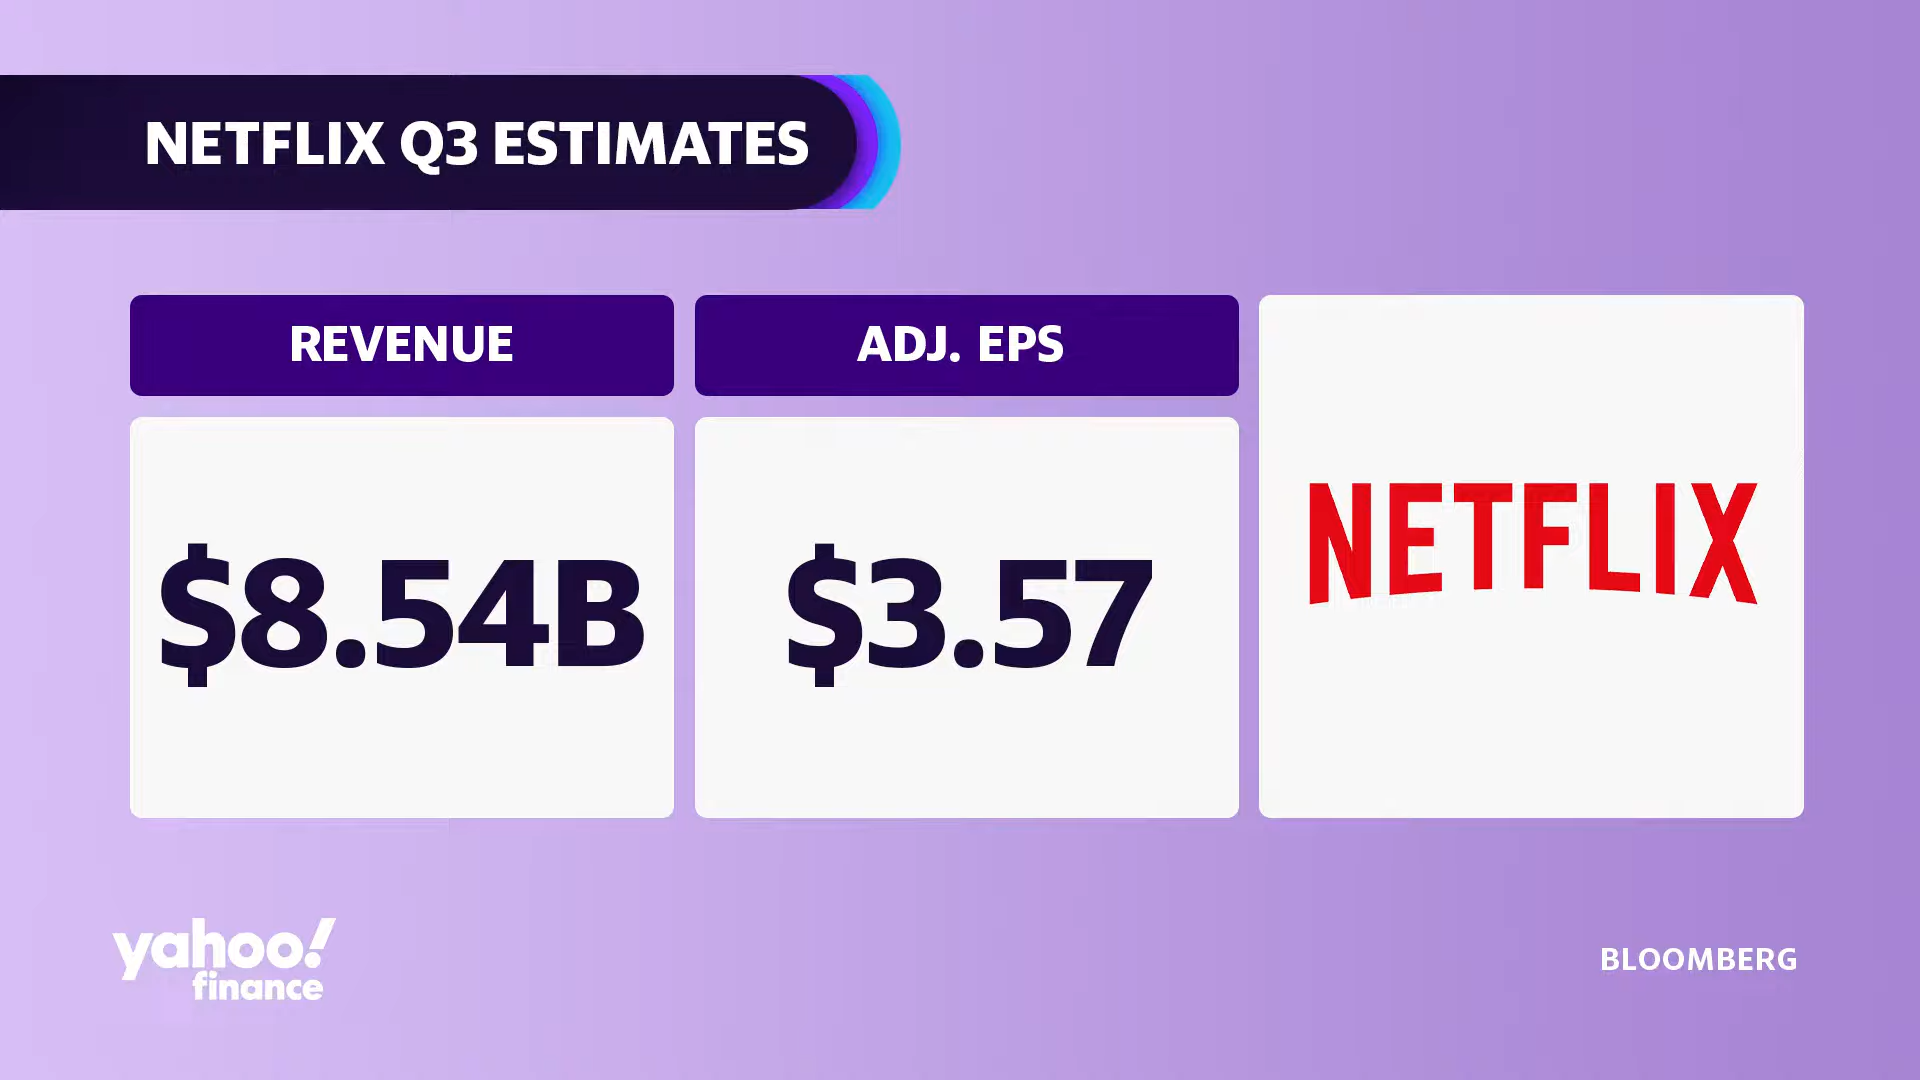 NETFLIX Q3 ESTIMATES
REVENUE
$8.54B
ADJ. EPS
$3.57
NETFLIX
yahoo!
finance
BLOOMBERG